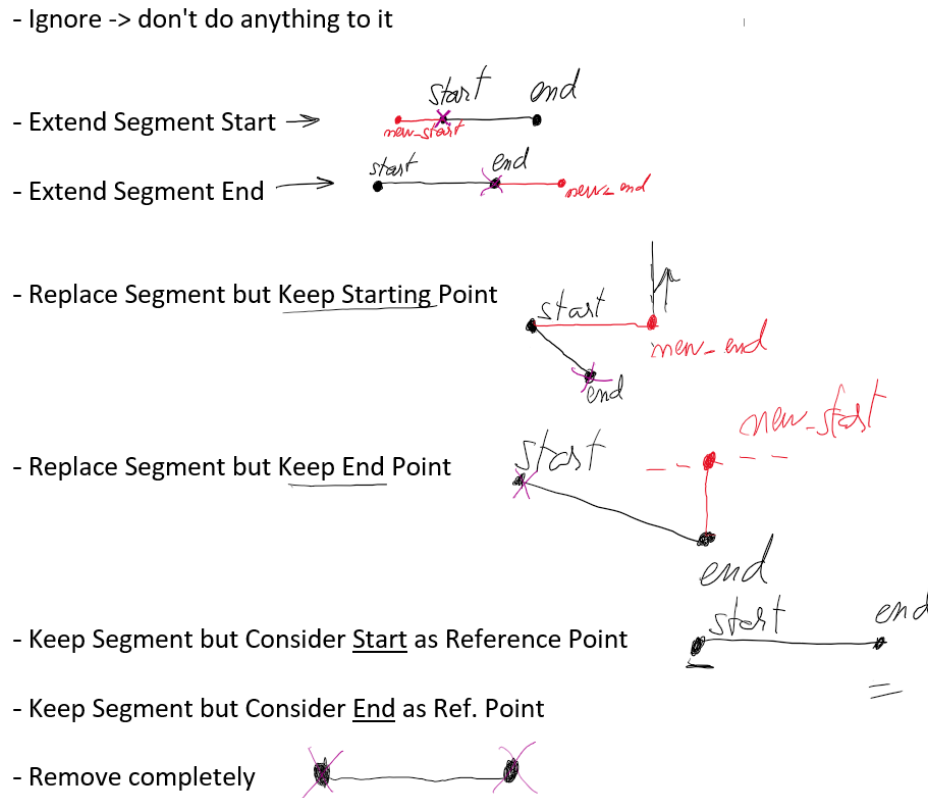 - Ignore -> don't do anything to it
start end
- Extend Segment Start →
new_start
start end
- Extend Segment End →
new_end
- Replace Segment but Keep Starting Point
start
new_end
end
new_start
- Replace Segment but Keep End Point
start
end
start end
- Keep Segment but Consider Start as Reference Point
- Keep Segment but Consider End as Ref. Point
- Remove completely